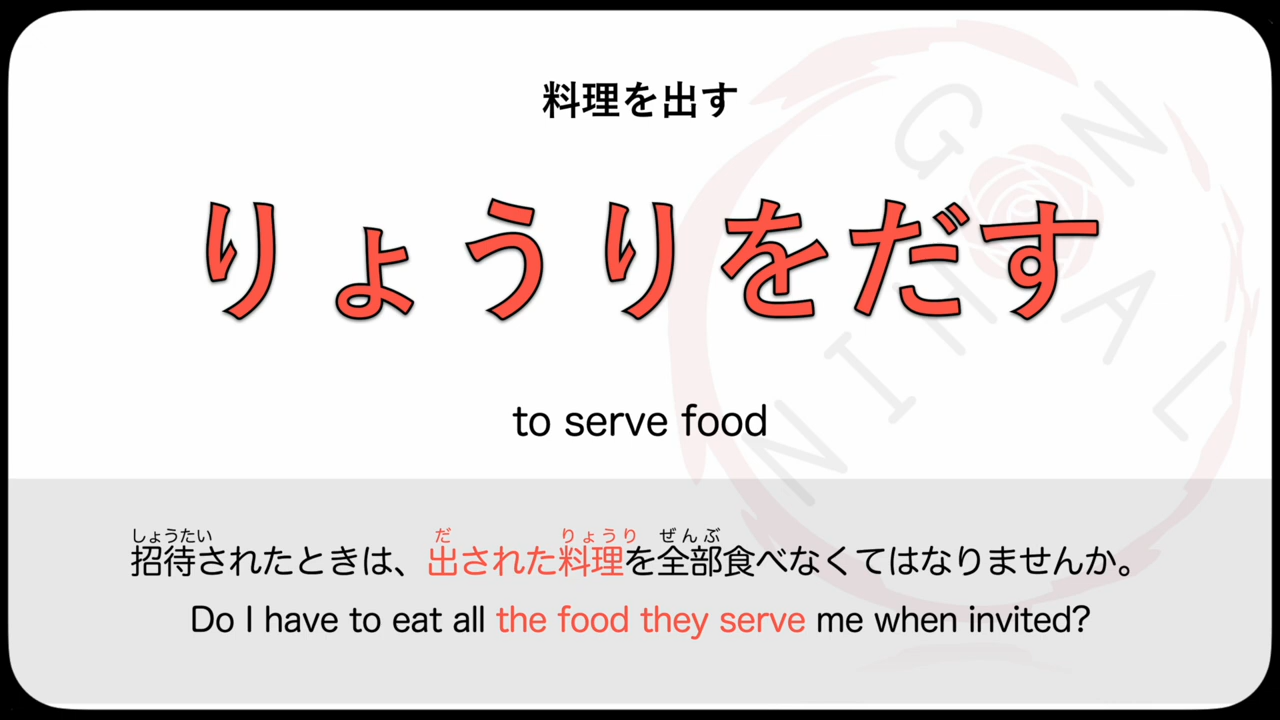 料理を出す
りょうりをだす
to serve food
しょうたい だ りょうり ぜんぶ
招待されたときは、出された料理を全部食べなくてはなりませんか。
Do I have to eat all the food they serve me when invited?
NIHON
GAL